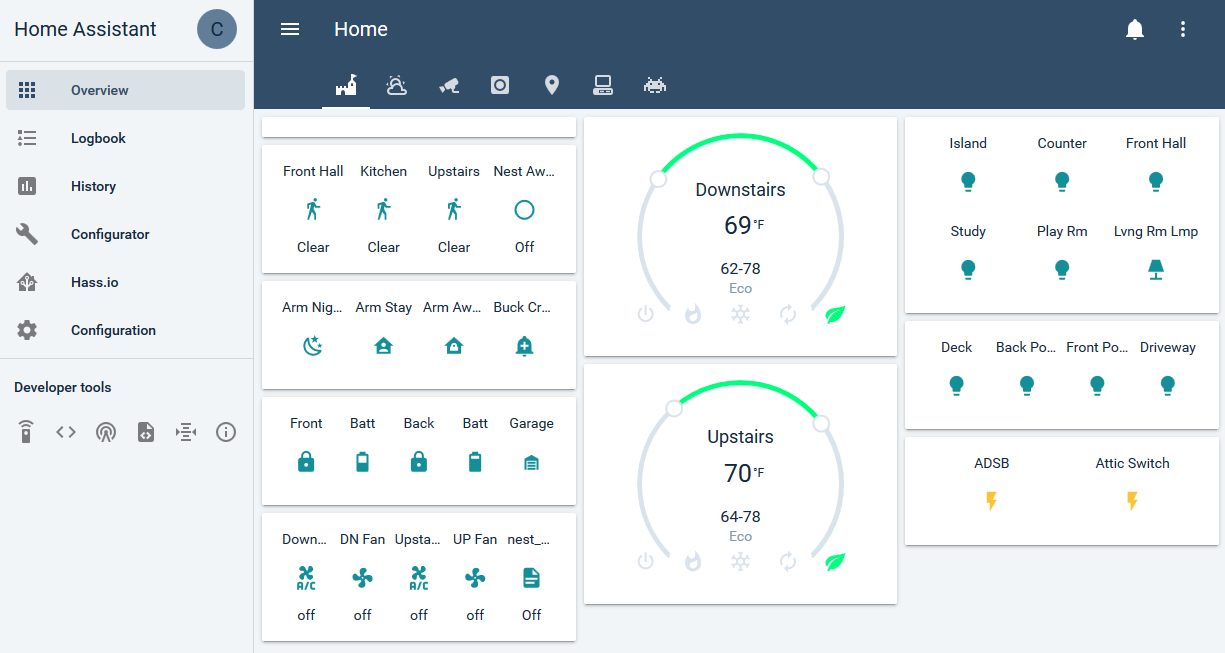 Home Assistant
C
Overview
Logbook
History
Configurator
Hass.io
Configuration
Developer tools
Home
Front Hall Kitchen Upstairs Nest Aw...
Clear Clear Clear Off
Arm Nig... Arm Stay Arm Aw... Buck Cr...
Front Batt Back Batt Garage
Down... DN Fan Upsta... UP Fan nest_...
A/C A/C
off off off off Off
Downstairs
69°F
62-78
Eco
Upstairs
70°F
64-78
Eco
Island Counter Front Hall
Study Play Rm Lvng Rm Lmp
Deck Back Po... Front Po... Driveway
ADSB Attic Switch